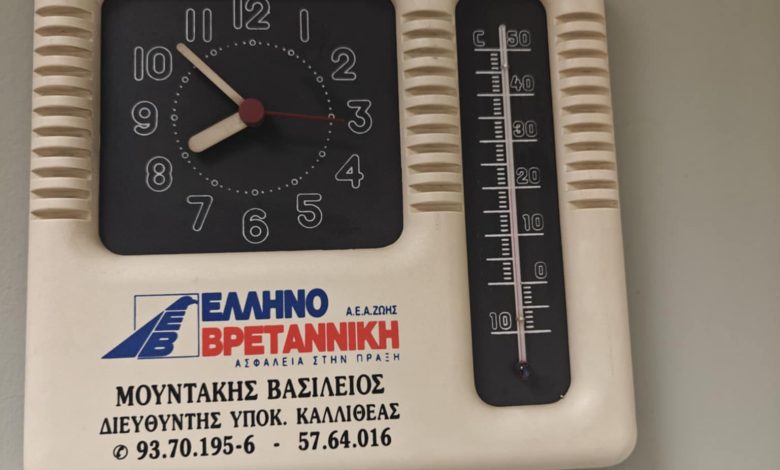 12
1
2
3
4
5
6
7
8
9
10
11
C 50
40
30
20
10
0
10
EB
ΕΛΛΗΝΟ Α.Ε.Α.ΖΩΗΣ
ΒΡΕΤΑΝΝΙΚΗ
ΑΣΦΑΛΕΙΑ ΣΤΗΝ ΠΡΑΞΗ
ΜΟΥΝΤΑΚΗΣ ΒΑΣΙΛΕΙΟΣ
ΔΙΕΥΘΥΝΤΗΣ ΥΠΟΚ. ΚΑΛΛΙΘΕΑΣ
✆ 93.70.195-6 - 57.64.016